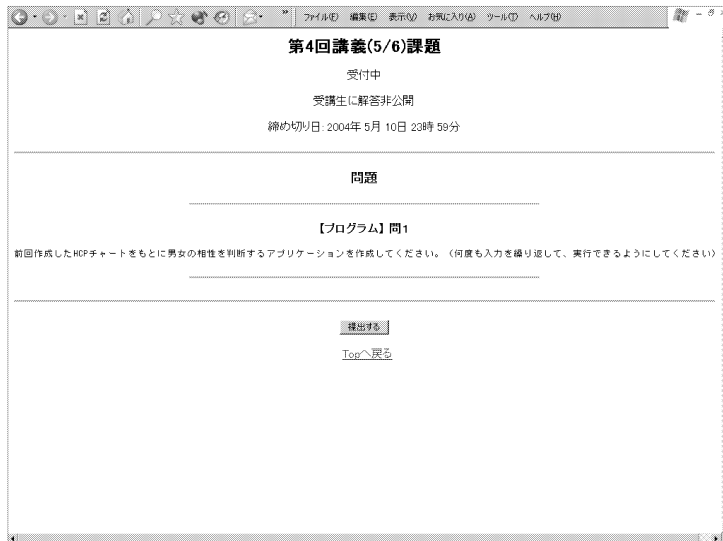 ファイル(F) 編集(E) 表示(V) お気に入り(A) ツール(T) ヘルプ(H)
第4回講義(5/6)課題
受付中
受講生に解答非公開
締め切り日: 2004年 5月 10日 23時 59分
問題
【プログラム】問1
前回作成したHCPチャートをもとに男女の相性を判断するアプリケーションを作成してください。（何度も入力を繰り返して、実行できるようにしてください）
提出する
Topへ戻る